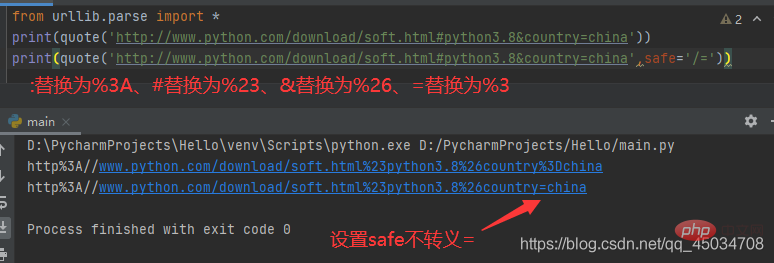 from urllib.parse import *
2
print(quote('http://www.python.com/download/soft.html#python3.8&country=china'))
print(quote('http://www.python.com/download/soft.html#python3.8&country=china',safe='/='))
:替换为%3A、#替换为%23、&替换为%26、=替换为%3
main
D:\PycharmProjects\Hello\venv\Scripts\python.exe D:/PycharmProjects/Hello/main.py
http%3A//www.python.com/download/soft.html%23python3.8%26country%3Dchina
http%3A//www.python.com/download/soft.html%23python3.8%26country=china
Process finished with exit code 0
设置safe不转义=
php
https://blog.csdn.net/qq_45034708